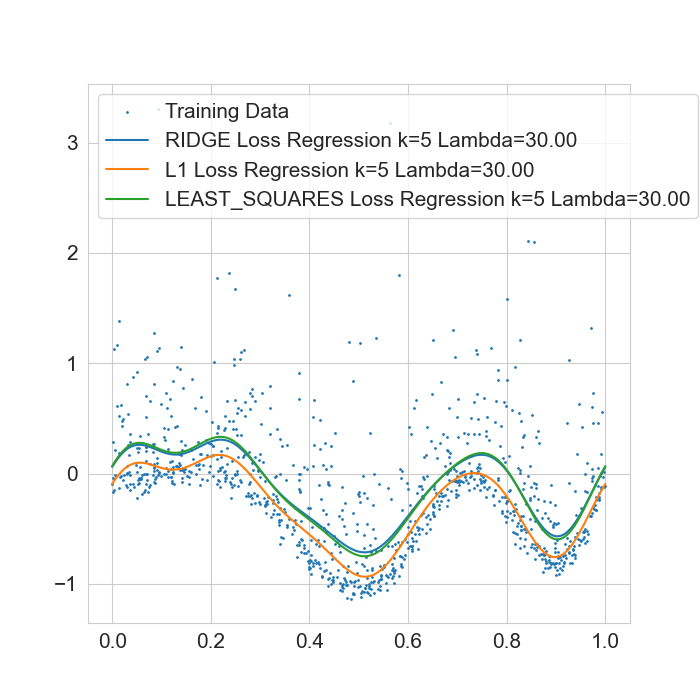 Training Data
RIDGE Loss Regression k=5 Lambda=30.00
L1 Loss Regression k=5 Lambda=30.00
LEAST_SQUARES Loss Regression k=5 Lambda=30.00
3
2
1
0
−1
0.0 0.2 0.4 0.6 0.8 1.0